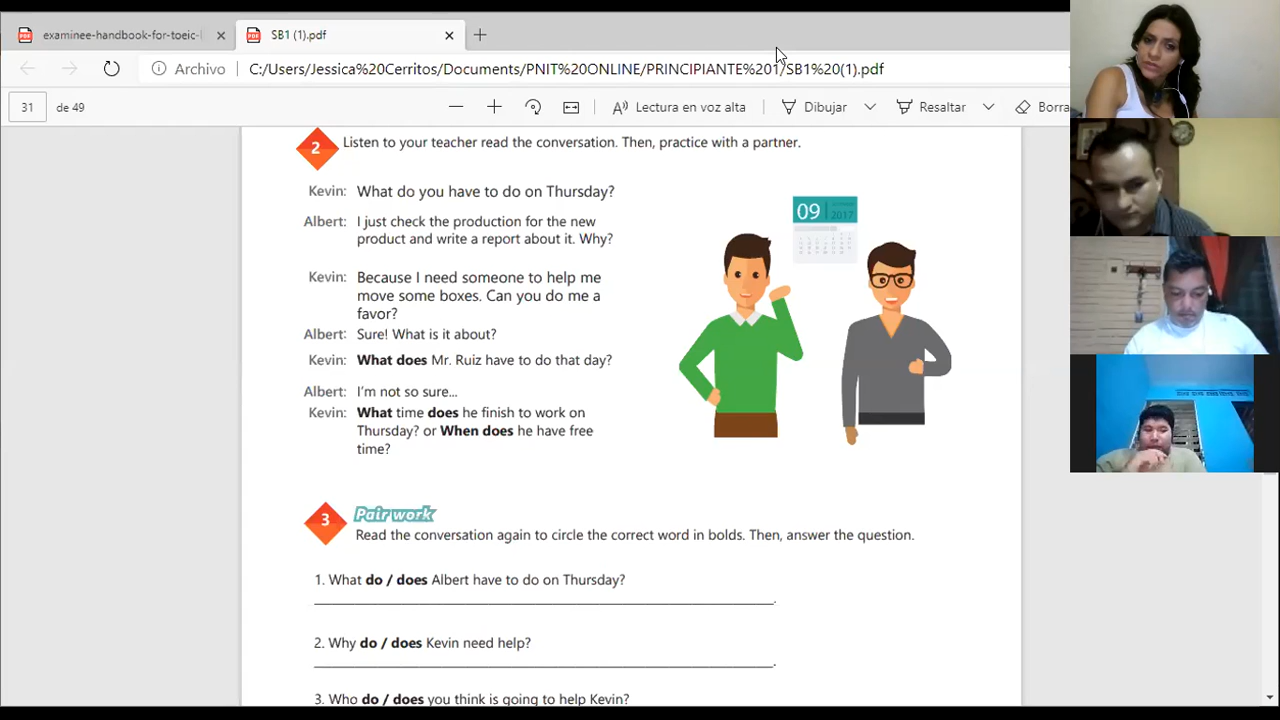 examinee-handbook-for-toeic-l
SB1 (1).pdf
Archivo
C:/Users/Jessica%20Cerritos/Documents/PNIT%20ONLINE/PRINCIPIANTE%201/SB1%20(1).pdf
31
de 49
Lectura en voz alta
Dibujar
Resaltar
Borra
2
Listen to your teacher read the conversation. Then, practice with a partner.
Kevin: What do you have to do on Thursday?
Albert: I just check the production for the new
product and write a report about it. Why?
Kevin: Because I need someone to help me
move some boxes. Can you do me a
favor?
Albert: Sure! What is it about?
Kevin: What does Mr. Ruiz have to do that day?
Albert: I'm not so sure...
Kevin: What time does he finish to work on
Thursday? or When does he have free
time?
09
2017
3
Pair work
Read the conversation again to circle the correct word in bolds. Then, answer the question.
1. What do / does Albert have to do on Thursday?
2. Why do / does Kevin need help?
3. Who do / does you think is going to help Kevin?